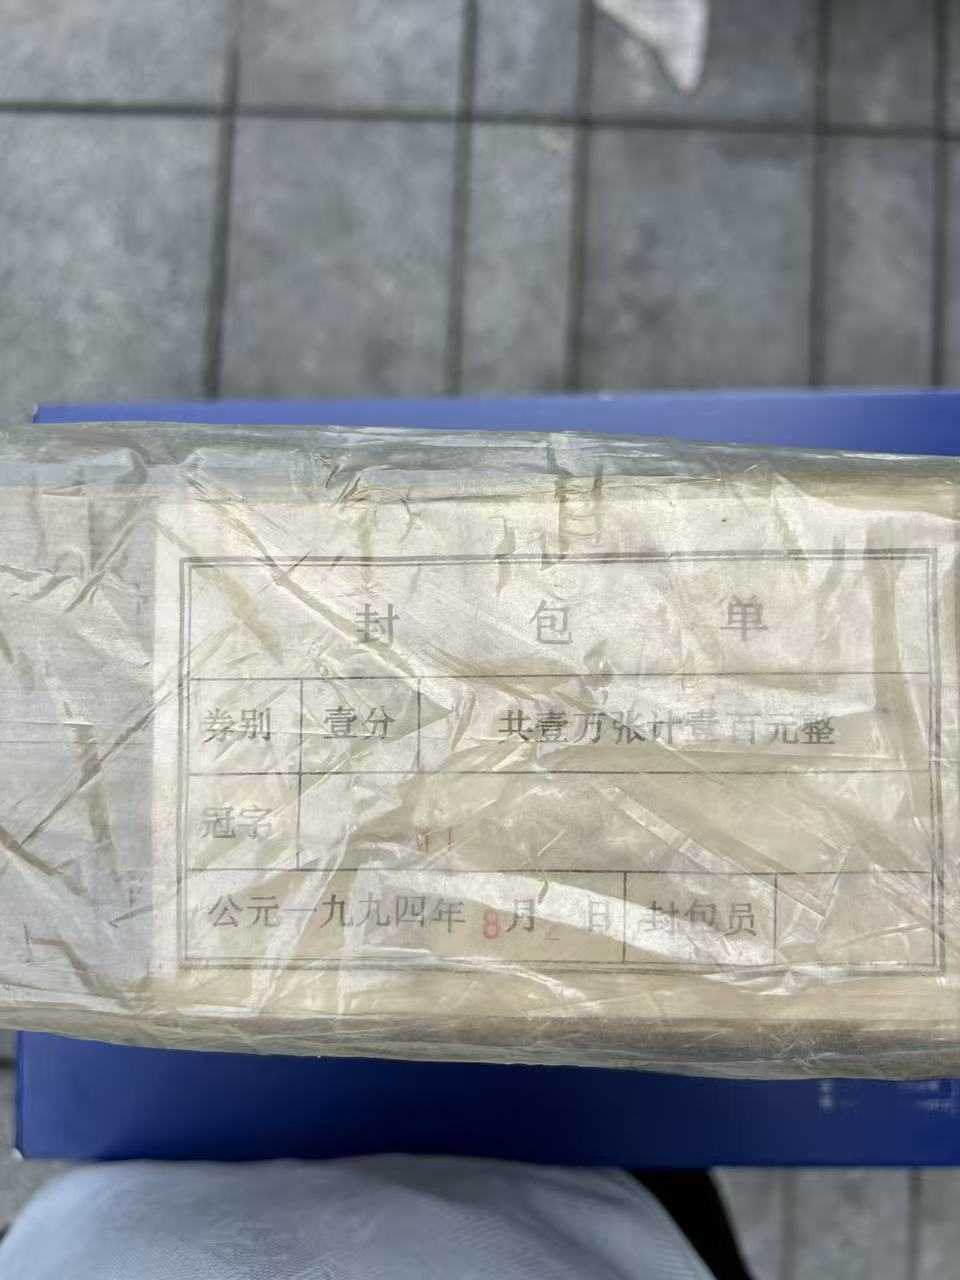 封 包 单
券别 壹分 共壹万张计壹百元整
冠字
公元一九九四年 8月 日 封包员